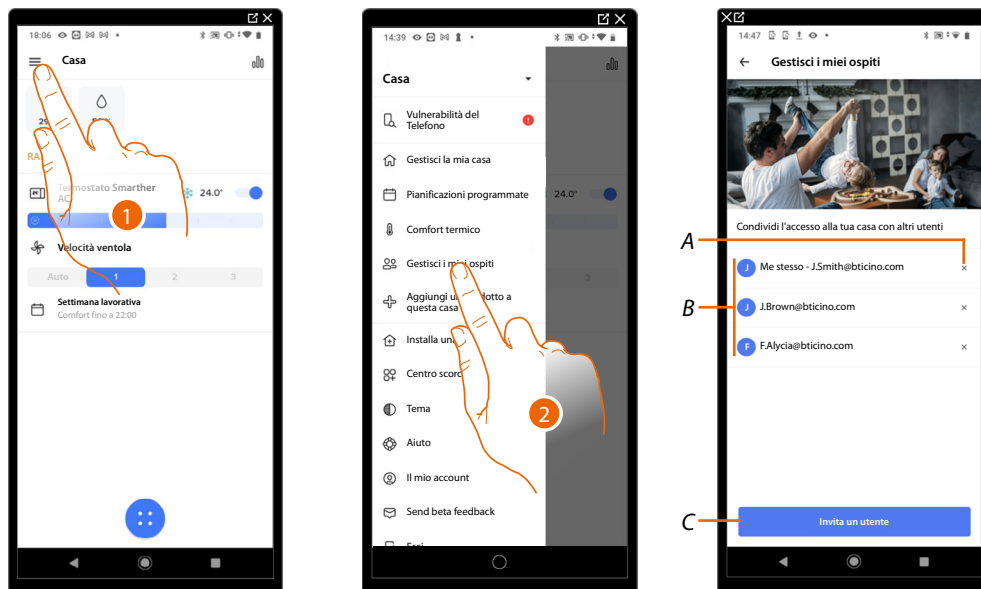 18:06
Casa
RA
Termostato Smarther
AC
24.0°
1
Velocità ventola
Auto
1
2
3
Settimana lavorativa
Comfort fino a 22:00
14:39
Casa
Vulnerabilità del
Telefono
!
Gestisci la mia casa
Pianificazioni programmate
24.0°
Comfort termico
Gestisci i miei ospiti
3
Aggiungi un prodotto a
questa casa
Installa una
Centro scorc
2
Tema
Aiuto
Il mio account
Send beta feedback
Esci
14:47
Gestisci i miei ospiti
Condividi l'accesso alla tua casa con altri utenti
A
J Me stesso - J.Smith@bticino.com ×
B
J J.Brown@bticino.com ×
F F.Alycia@bticino.com ×
C
Invita un utente